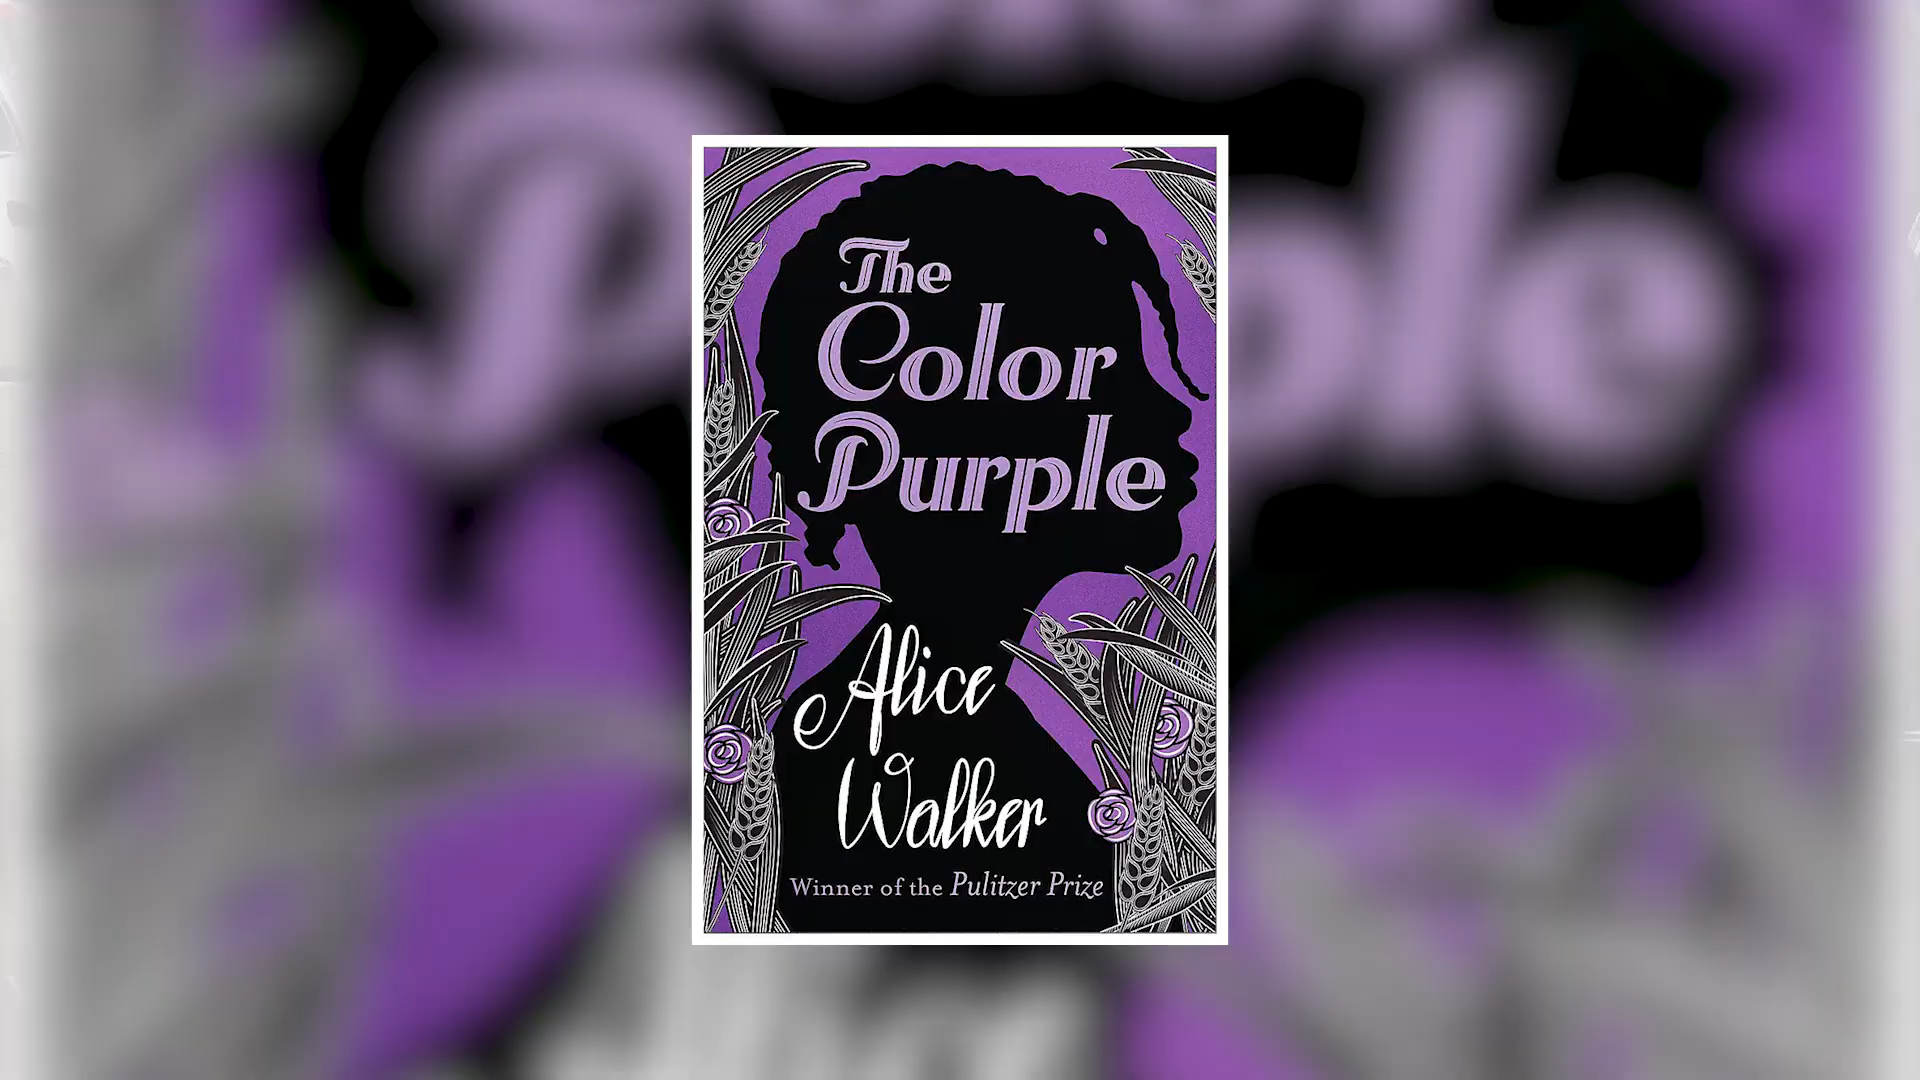 The
Color
Purple
Alice
Walker
Winner of the Pulitzer Prize